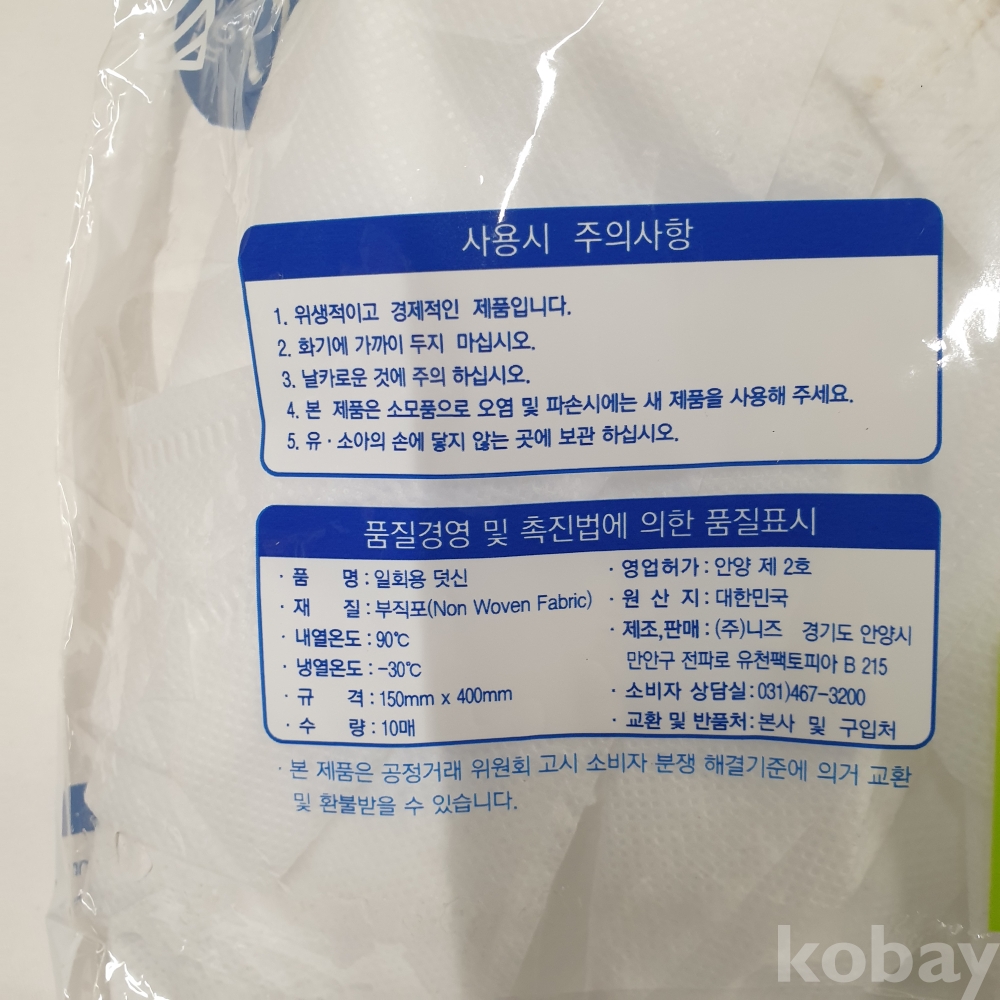 사용시 주의사항
1. 위생적이고 경제적인 제품입니다.
2. 화기에 가까이 두지 마십시오.
3. 날카로운 것에 주의 하십시오.
4. 본 제품은 소모품으로 오염 및 파손시에는 새 제품을 사용해 주세요.
5. 유·소아의 손에 닿지 않는 곳에 보관 하십시오.
품질경영 및 촉진법에 의한 품질표시
· 품 명 : 일회용 덧신
· 재 질 : 부직포(Non Woven Fabric)
· 내열온도 : 90℃
· 냉열온도 : -30℃
· 규 격 : 150mm x 400mm
· 수 량 : 10매
· 영업허가 : 안양 제 2호
· 원 산 지 : 대한민국
· 제조,판매 : (주)니즈 경기도 안양시
만안구 전파로 유천팩토피아 B 215
· 소비자 상담실 : 031)467-3200
· 교환 및 반품처 : 본사 및 구입처
· 본 제품은 공정거래 위원회 고시 소비자 분쟁 해결기준에 의거 교환
및 환불받을 수 있습니다.
kobay